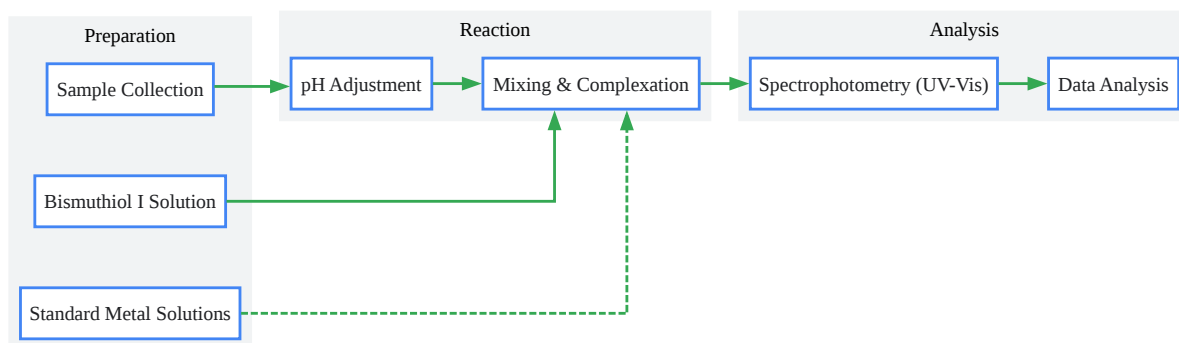 Preparation
Sample Collection
Bismuthiol I Solution
Standard Metal Solutions
Reaction
pH Adjustment
Mixing & Complexation
Analysis
Spectrophotometry (UV-Vis)
Data Analysis